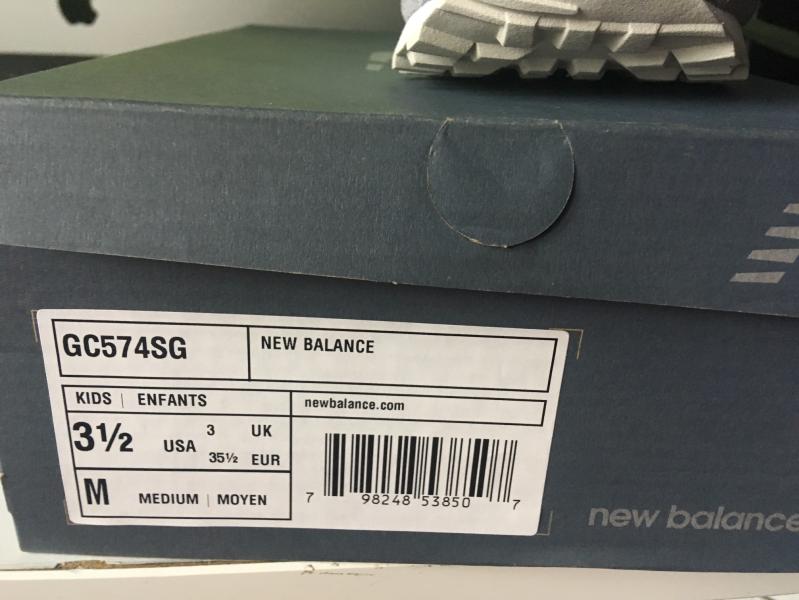 GC574SG
NEW BALANCE
KIDS | ENFANTS
newbalance.com
3½ USA 3 UK
35½ EUR
M MEDIUM | MOYEN
7 98248 53850 7
new balance